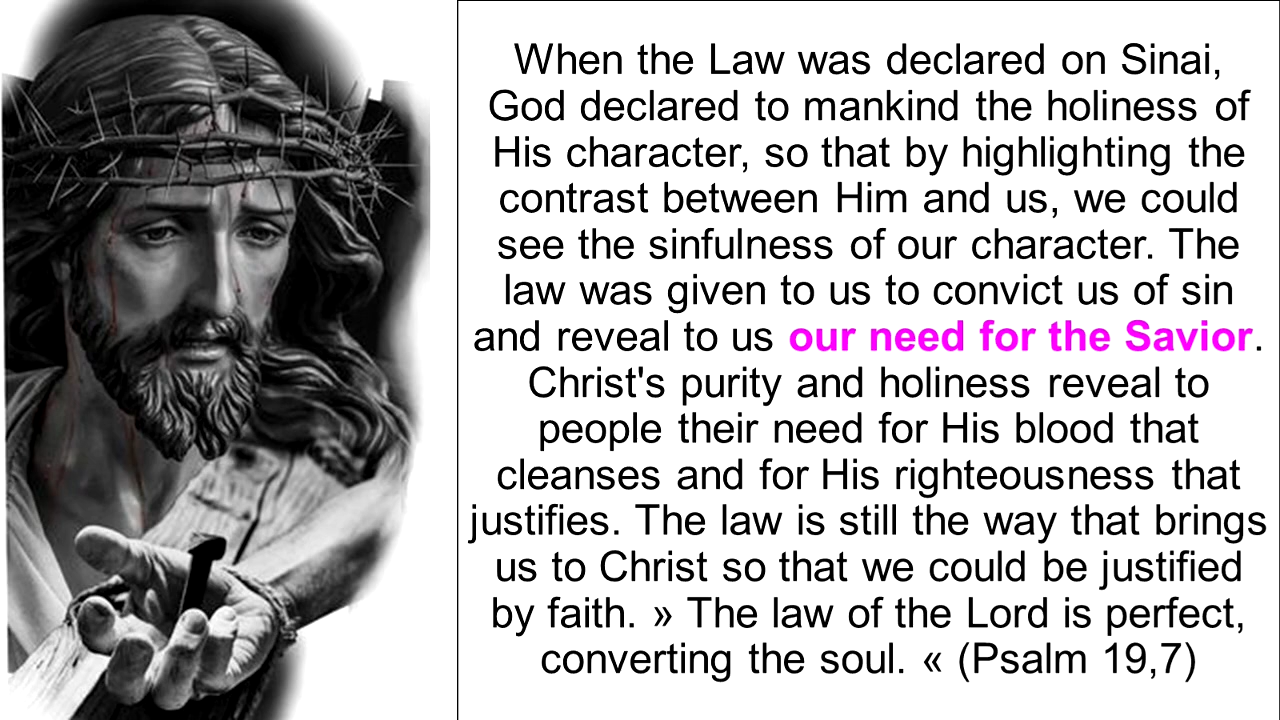 When the Law was declared on Sinai,
God declared to mankind the holiness of
His character, so that by highlighting the
contrast between Him and us, we could
see the sinfulness of our character. The
law was given to us to convict us of sin
and reveal to us our need for the Savior.
Christ's purity and holiness reveal to
people their need for His blood that
cleanses and for His righteousness that
justifies. The law is still the way that brings
us to Christ so that we could be justified
by faith. » The law of the Lord is perfect,
converting the soul. « (Psalm 19,7)